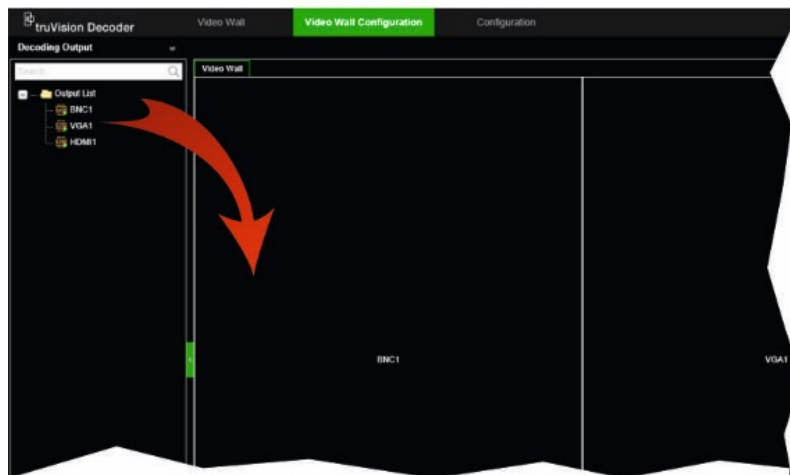 truVision Decoder
Video Wall
Video Wall Configuration
Configuration
Decoding Output
Search...
Video Wall
Output List
BNC1
VGA1
HDMI1
BNC1
VGA1